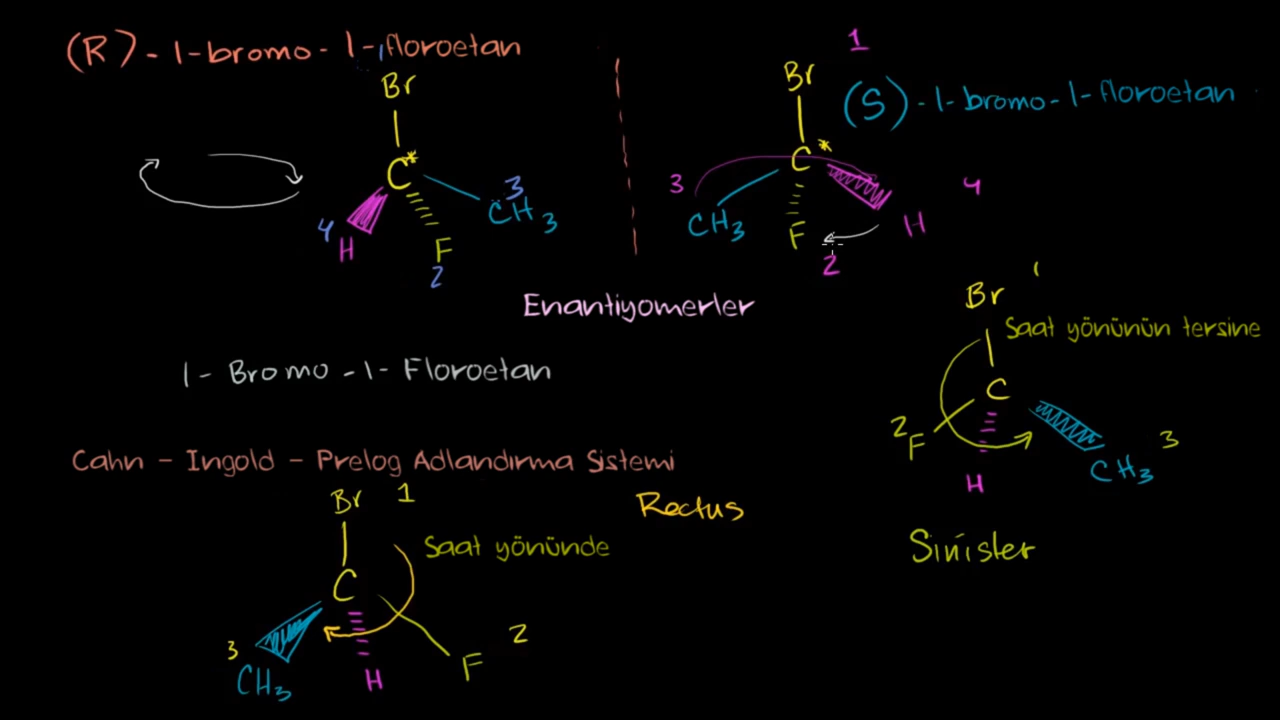 (R) - 1-bromo - 1-floroetan
1
Br
C*
3
CH3
4
H
F
2
1
Br
(S) - 1-bromo-1-floroetan
C*
3
4
CH3
H
F
2
Enantiyomerler
1
Br
Saat yönünün tersine
C
2
F
3
CH3
H
Sinister
1- Bromo -1- Floroetan
Cahn - Ingold - Prelog Adlandırma Sistemi
Br
1
Rectus
Saat yönünde
C
3
CH3
H
2
F